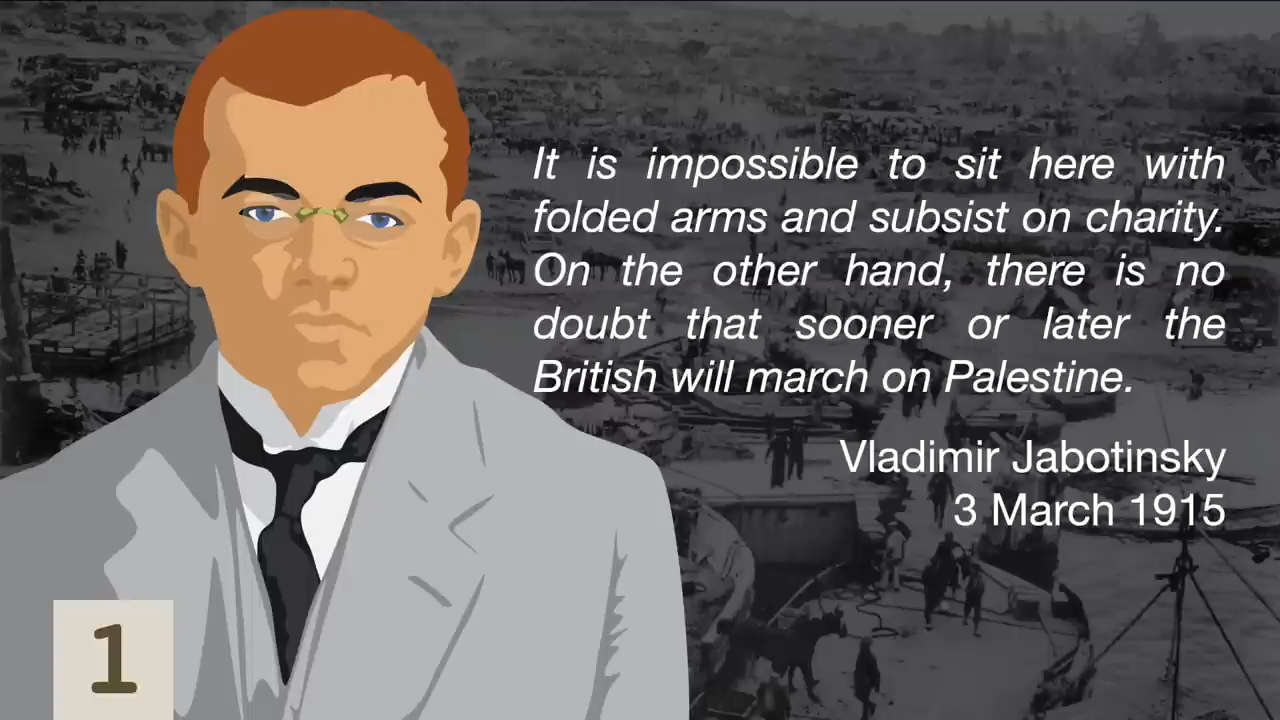 It is impossible to sit here with
folded arms and subsist on charity.
On the other hand, there is no
doubt that sooner or later the
British will march on Palestine.
Vladimir Jabotinsky
3 March 1915
1